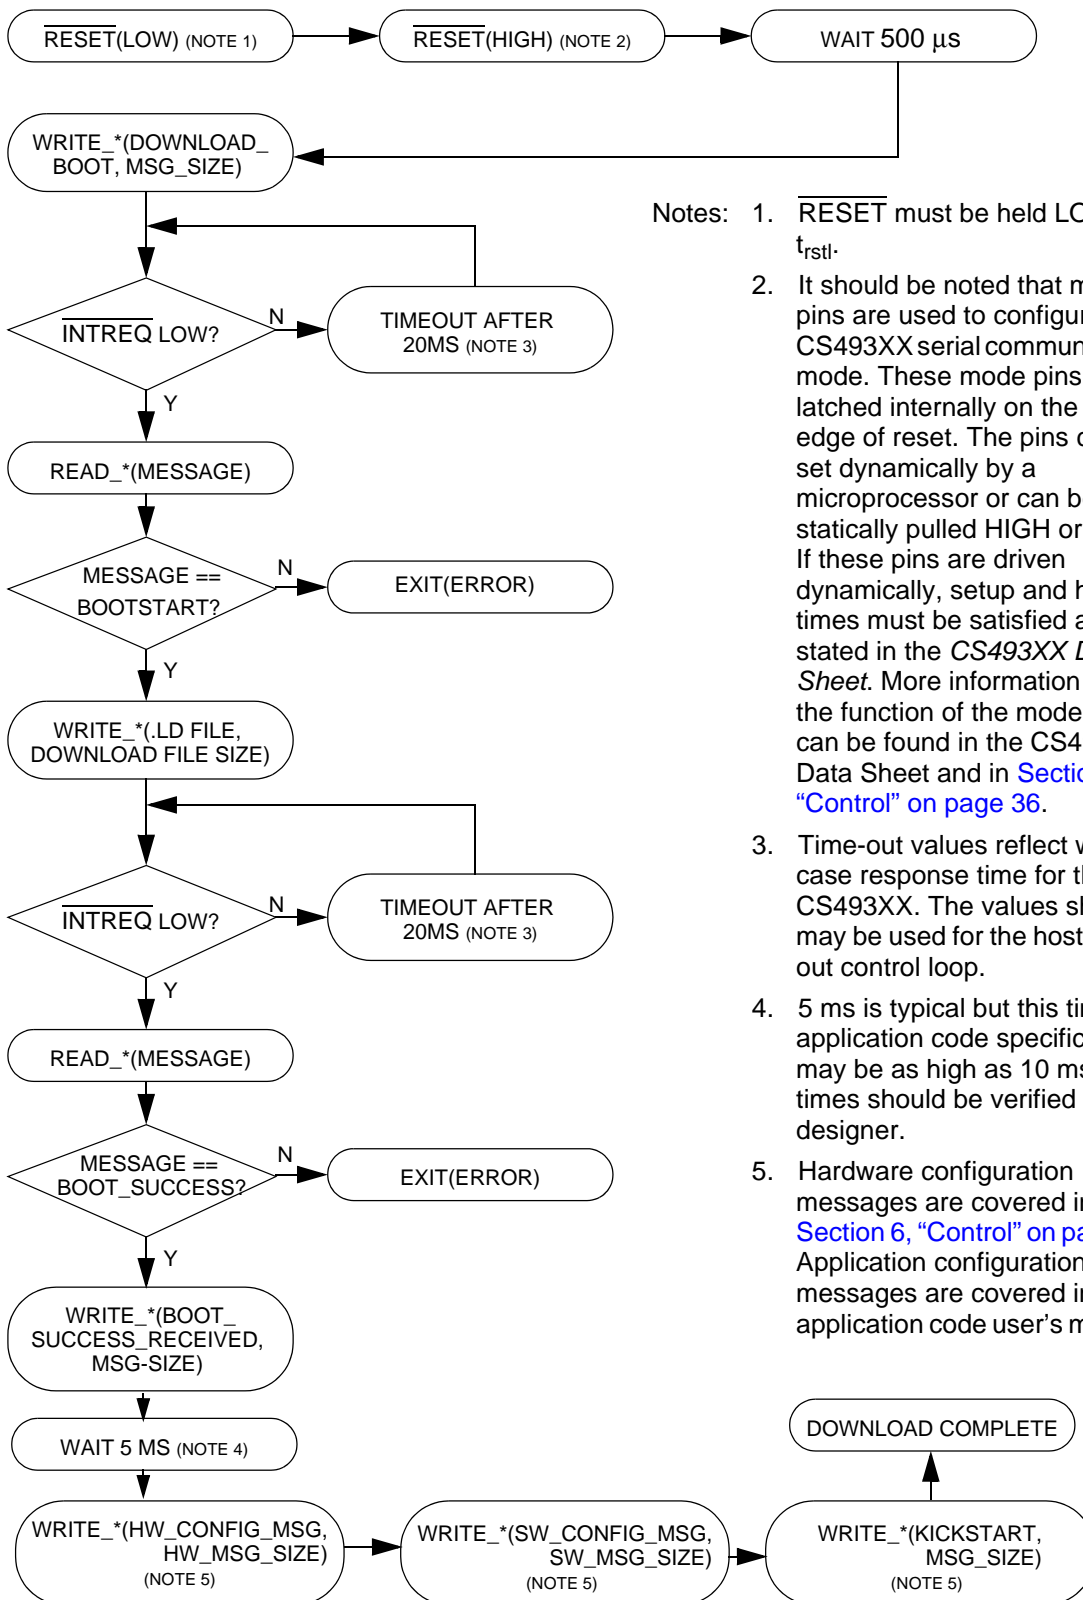 RESET(LOW) (NOTE 1)
RESET(HIGH) (NOTE 2)
WAIT 500 µs
WRITE_*(DOWNLOAD_
BOOT, MSG_SIZE)
INTREQ LOW?
N
TIMEOUT AFTER
20MS (NOTE 3)
Y
READ_*(MESSAGE)
MESSAGE ==
BOOTSTART?
N
EXIT(ERROR)
Y
WRITE_*(.LD FILE,
DOWNLOAD FILE SIZE)
INTREQ LOW?
N
TIMEOUT AFTER
20MS (NOTE 3)
Y
READ_*(MESSAGE)
MESSAGE ==
BOOT_SUCCESS?
N
EXIT(ERROR)
Y
WRITE_*(BOOT_
SUCCESS_RECEIVED,
MSG-SIZE)
WAIT 5 MS (NOTE 4)
WRITE_*(HW_CONFIG_MSG,
HW_MSG_SIZE)
(NOTE 5)
WRITE_*(SW_CONFIG_MSG,
SW_MSG_SIZE)
(NOTE 5)
WRITE_*(KICKSTART,
MSG_SIZE)
(NOTE 5)
DOWNLOAD COMPLETE
Notes: 1. RESET must be held
trstl.
2. It should be noted that
pins are used to
CS493XX serial
mode. These mode pins
latched internally on the
edge of reset. The pins
set dynamically by a
microprocessor or can
statically pulled HIGH or
If these pins are driven
dynamically, setup and
times must be satisfied
stated in the CS493XX
Sheet. More information
the function of the mode
can be found in the
Data Sheet and in
"Control" on page 36.
3. Time-out values reflect
case response time for
CS493XX. The values
may be used for the host
out control loop.
4. 5 ms is typical but this
application code specific
may be as high as 10 ms
times should be verified
designer.
5. Hardware configuration
messages are covered
Section 6, "Control" on
Application configuration
messages are covered
application code user's